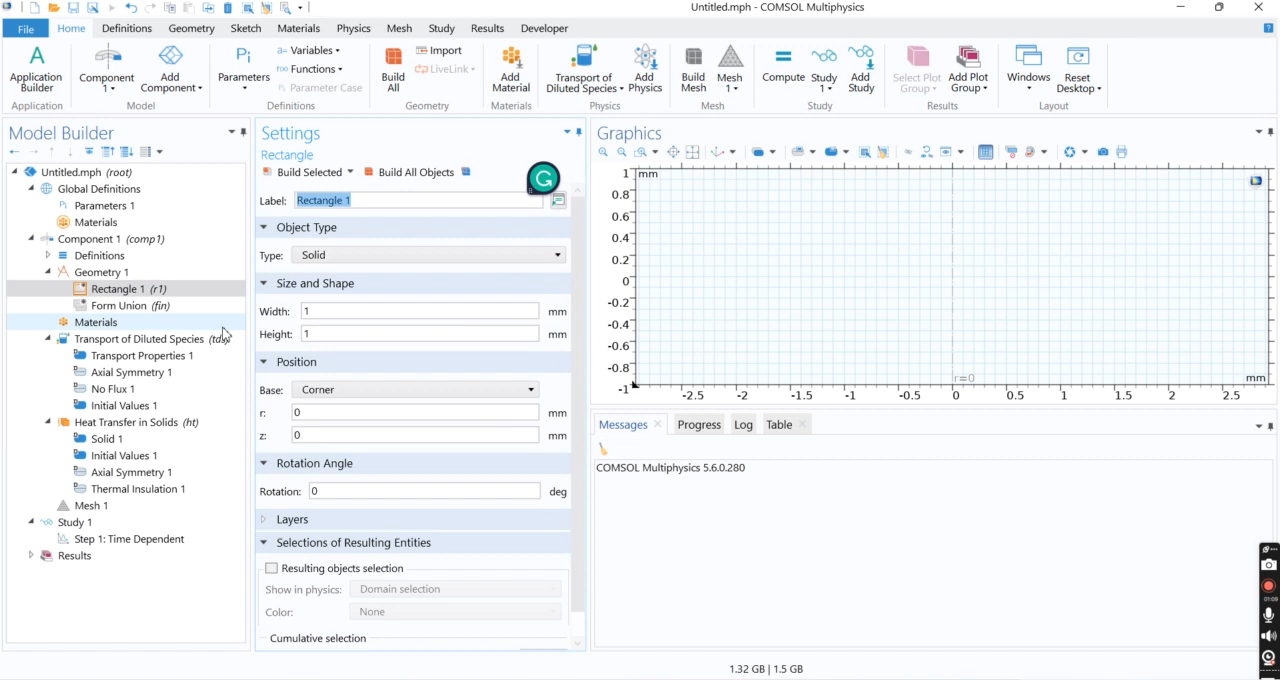 Untitled.mph - COMSOL Multiphysics
File Home Definitions Geometry Sketch Materials Physics Mesh Study Results Developer
Application Builder
Component 1
Add Component
Pi Parameters
a= Variables
f(x) Functions
Pi Parameter Case
Build All
Import
LiveLink
Add Material
Transport of Diluted Species
Add Physics
Build Mesh
Mesh 1
Compute
Study 1
Add Study
Select Plot Group
Add Plot Group
Windows
Reset Desktop
Application Model Definitions Geometry Materials Physics Mesh Study Results Layout
Model Builder
Untitled.mph (root)
Global Definitions
Pi Parameters 1
Materials
Component 1 (comp1)
Definitions
Geometry 1
Rectangle 1 (r1)
Form Union (fin)
Materials
Transport of Diluted Species
Transport Properties 1
Axial Symmetry 1
No Flux 1
Initial Values 1
Heat Transfer in Solids (ht)
Solid 1
Initial Values 1
Axial Symmetry 1
Thermal Insulation 1
Mesh 1
Study 1
Step 1: Time Dependent
Results
Settings
Rectangle
Build Selected Build All Objects
Label: Rectangle 1
Object Type
Type: Solid
Size and Shape
Width: 1 mm
Height: 1 mm
Position
Base: Corner
r: 0 mm
z: 0 mm
Rotation Angle
Rotation: 0 deg
Layers
Selections of Resulting Entities
Resulting objects selection
Show in physics: Domain selection
Color: None
Cumulative selection
Graphics
1 mm
0.8
0.6
0.4
0.2
0
-0.2
-0.4
-0.6
-0.8 r=0 mm
-1
-2.5 -2 -1.5 -1 -0.5 0 0.5 1 1.5 2 2.5
Messages Progress Log Table
COMSOL Multiphysics 5.6.0.280
01:09
1.32 GB | 1.5 GB